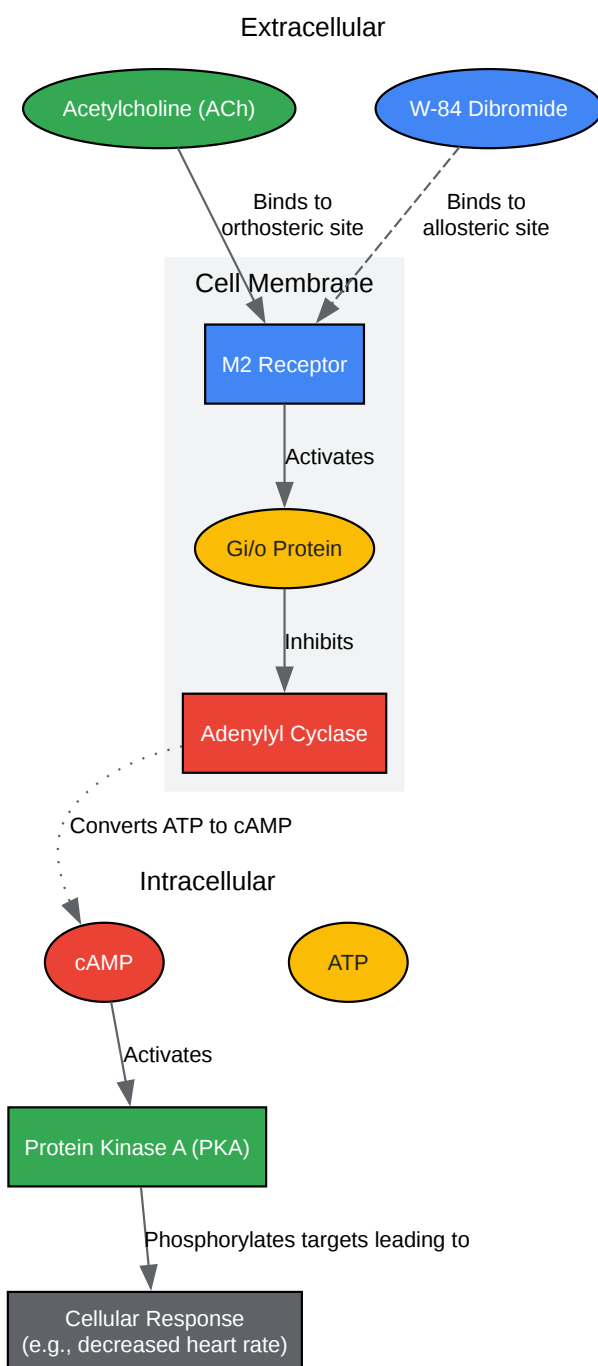 Extracellular
Acetylcholine (ACh)
W-84 Dibromide
Binds to
orthosteric site
Binds to
allosteric site
Cell Membrane
M2 Receptor
Activates
Gi/o Protein
Inhibits
Adenylyl Cyclase
Converts ATP to cAMP
Intracellular
cAMP
ATP
Activates
Protein Kinase A (PKA)
Phosphorylates targets leading to
Cellular Response
(e.g., decreased heart rate)